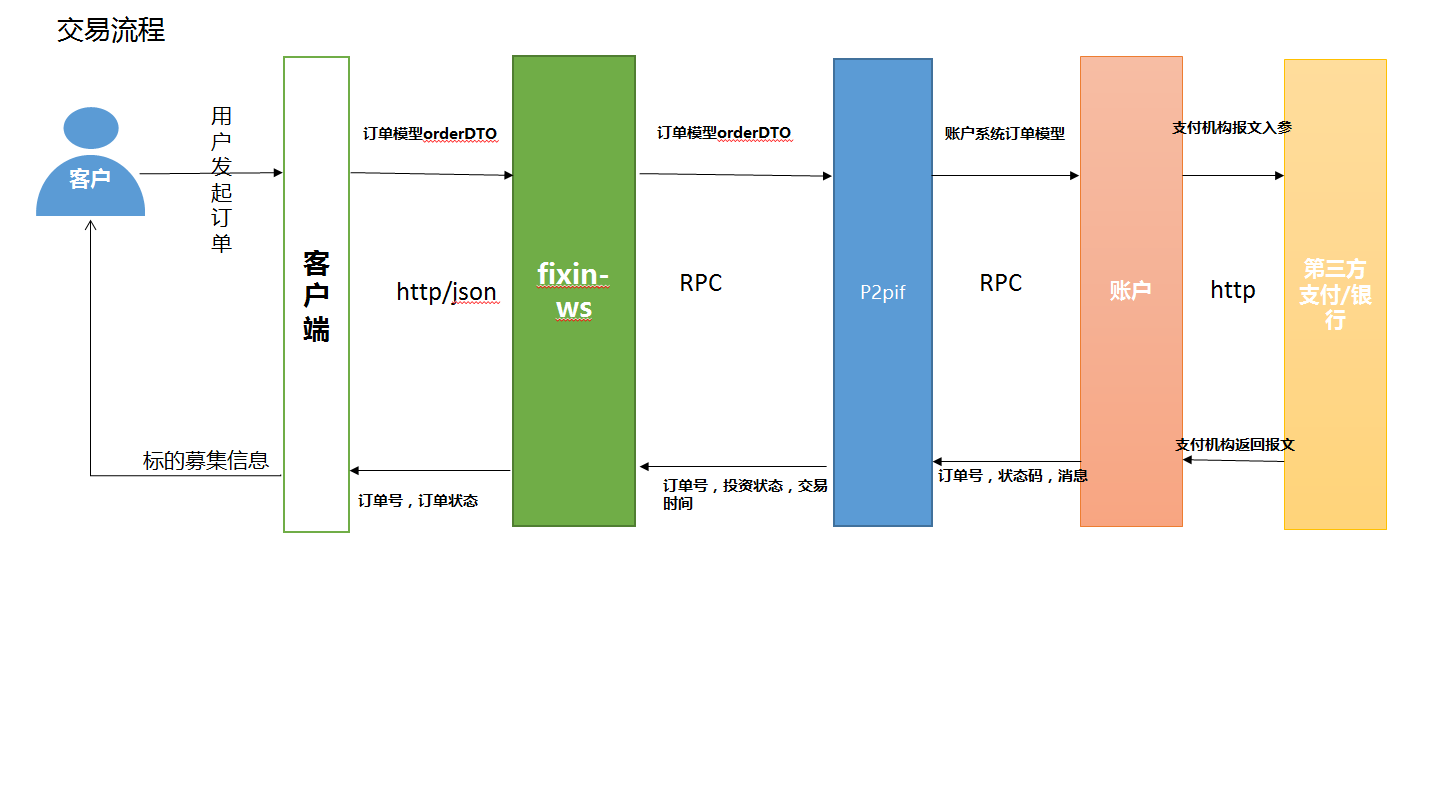 交易流程
客户
用
户
发
起
订
单
订单模型orderDTO
订单模型orderDTO
账户系统订单模型
支付机构报文入参
客
户
端
http/json
fixin-
ws
RPC
P2pif
RPC
账户
http
第三方
支付/银
行
标的募集信息
订单号，订单状态
订单号，投资状态，交易
时间
订单号，状态码，消息
支付机构返回报文